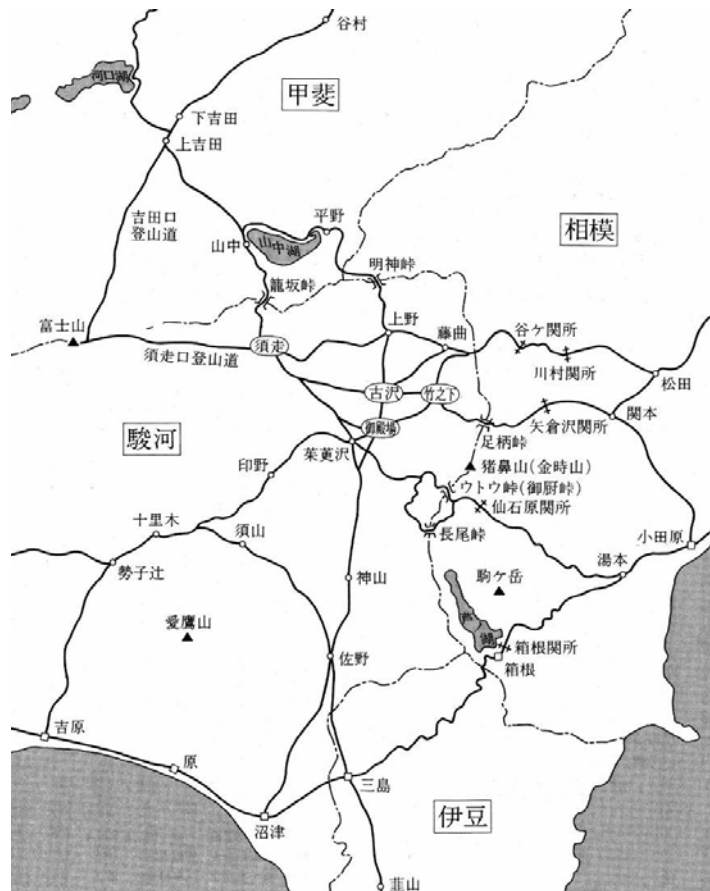 谷村
河口湖
甲斐
下吉田
上吉田
吉田口
登山道
平野
山中
山中湖
相模
明神峠
籠坂峠
富士山
須走
上野
藤曲
谷ケ関所
須走口登山道
川村関所
松田
古沢
竹之下
関本
矢倉沢関所
駿河
御殿場
足柄峠
茱萸沢
猪鼻山(金時山)
印野
ウトウ峠(御厨峠)
仙石原関所
十里木
須山
長尾峠
小田原
勢子辻
湯本
神山
駒ケ岳
愛鷹山
芦ノ湖
箱根関所
佐野
箱根
吉原
原
三島
沼津
伊豆
韮山